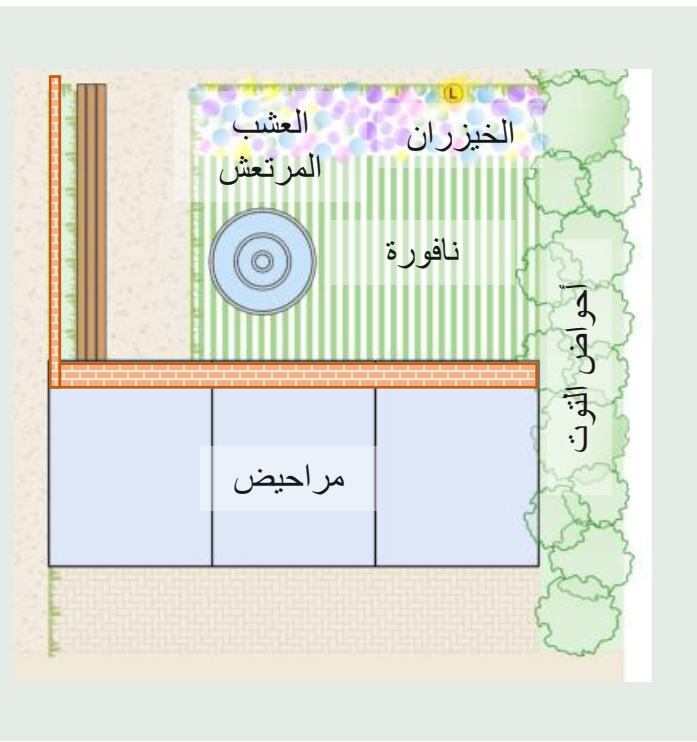 العشب
المرتعش
الخيزران
L
نافورة
أحواض التوت
مراحيض